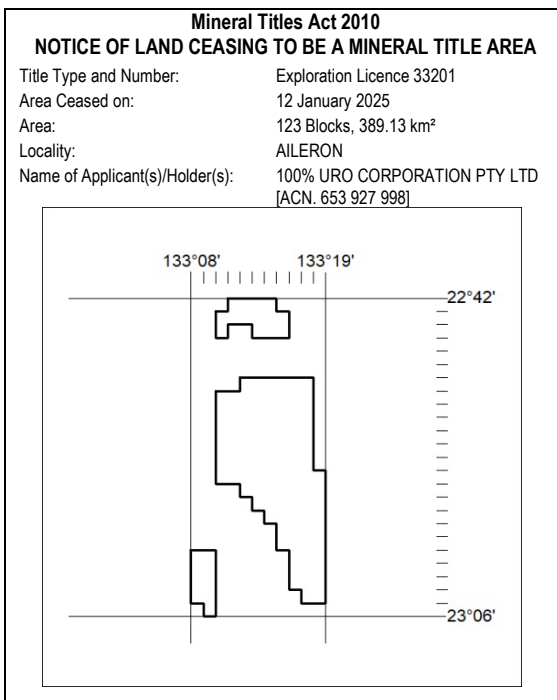 Mineral Titles Act 2010
NOTICE OF LAND CEASING TO BE A MINERAL TITLE AREA
Title Type and Number: Exploration Licence 33201
Area Ceased on: 12 January 2025
Area: 123 Blocks, 389.13 km²
Locality: AILERON
Name of Applicant(s)/Holder(s): 100% URO CORPORATION PTY LTD
[ACN. 653 927 998]
133°08' 133°19'
22°42'
23°06'